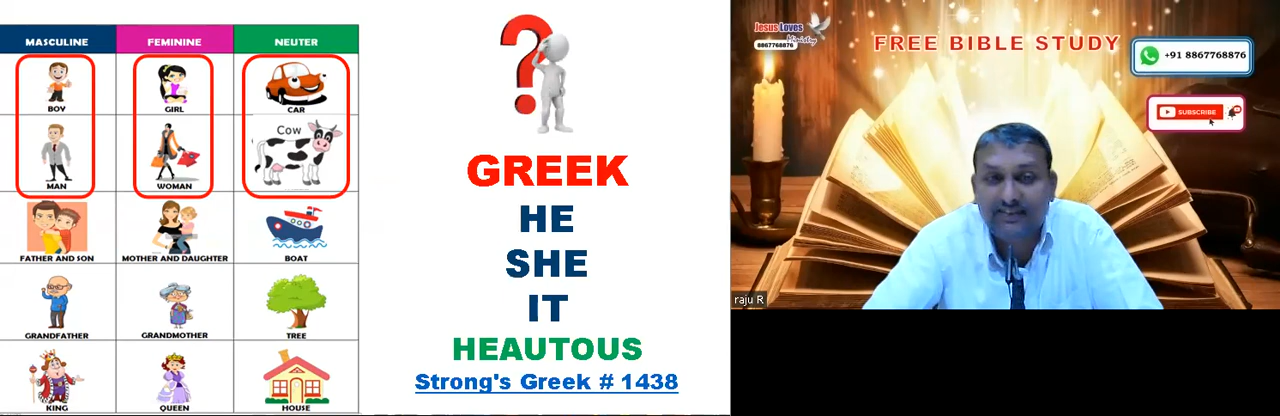 MASCULINE
FEMININE
NEUTER
BOY
GIRL
CAR
Cow
MAN
WOMAN
FATHER AND SON
MOTHER AND DAUGHTER
BOAT
GRANDFATHER
GRANDMOTHER
TREE
KING
QUEEN
HOUSE
GREEK
HE
SHE
IT
HEAUTOUS
Strong's Greek # 1438
Jesus Loves
Ministry
8867768876
FREE BIBLE STUDY
+91 8867768876
SUBSCRIBE
raju R